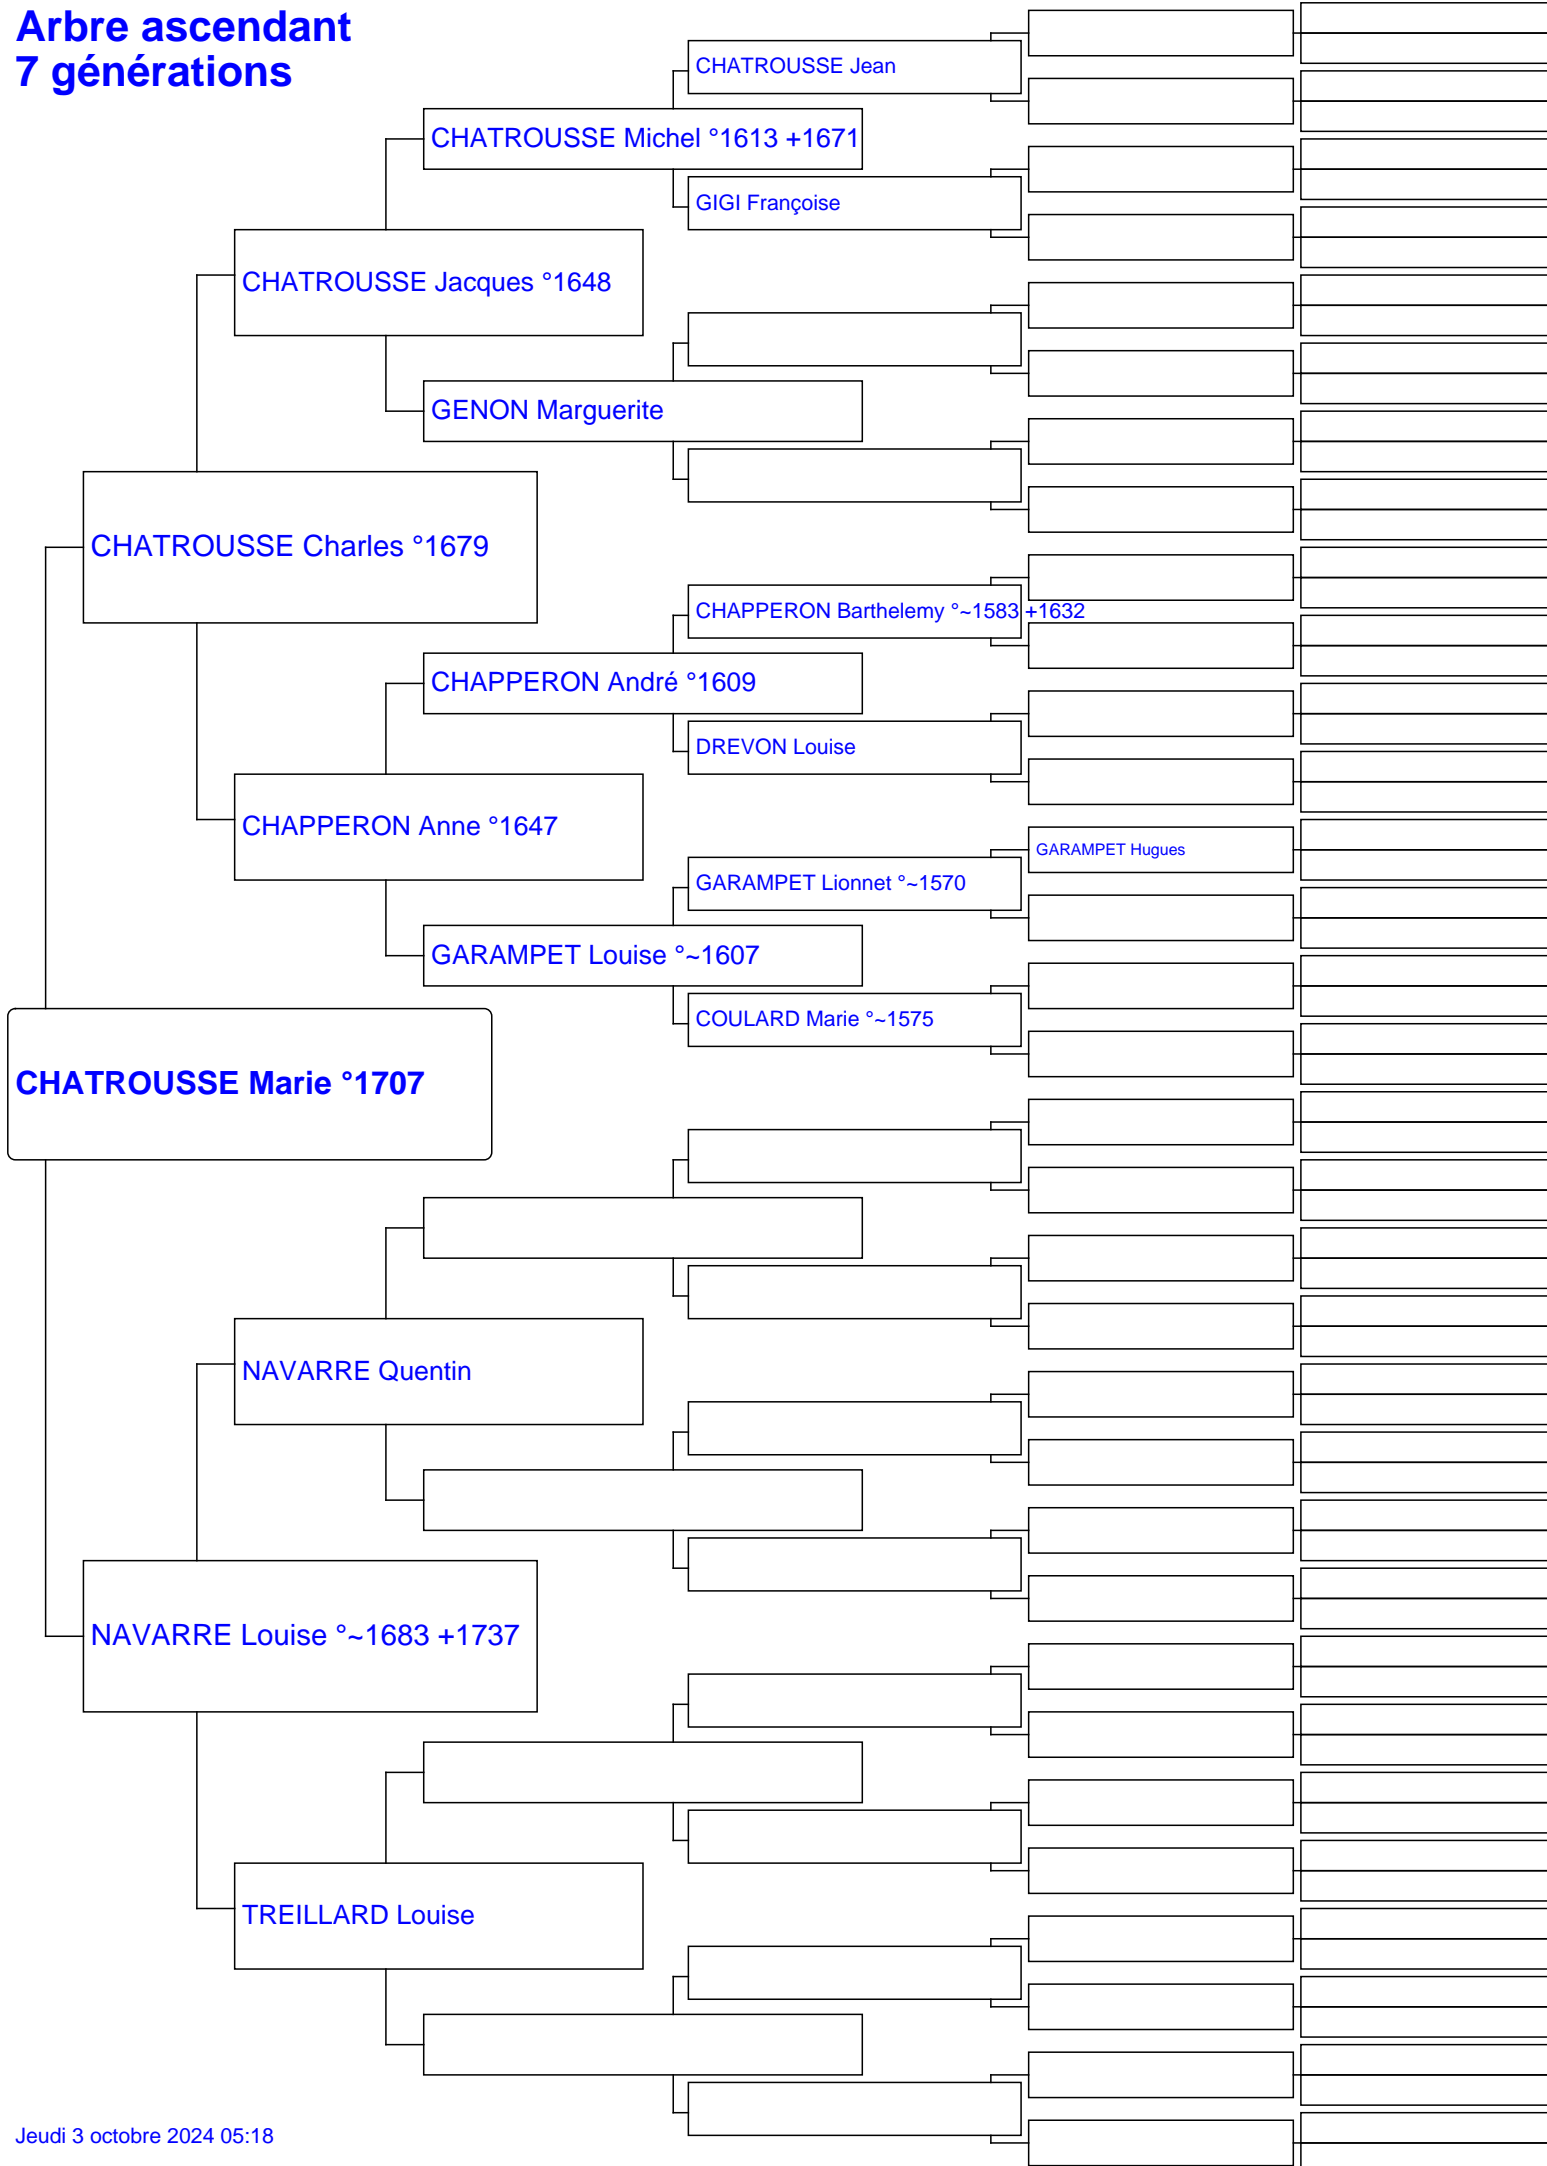 Arbre ascendant
7 générations
CHATROUSSE Jean
CHATROUSSE Michel °1613 +1671
GIGI Françoise
CHATROUSSE Jacques °1648
GENON Marguerite
CHATROUSSE Charles °1679
CHAPPERON Barthelemy °~1583 +1632
CHAPPERON André °1609
DREVON Louise
CHAPPERON Anne °1647
GARAMPET Hugues
GARAMPET Lionnet °~1570
GARAMPET Louise °~1607
COULARD Marie °~1575
CHATROUSSE Marie °1707
NAVARRE Quentin
NAVARRE Louise °~1683 +1737
TREILLARD Louise
Jeudi 3 octobre 2024 05:18